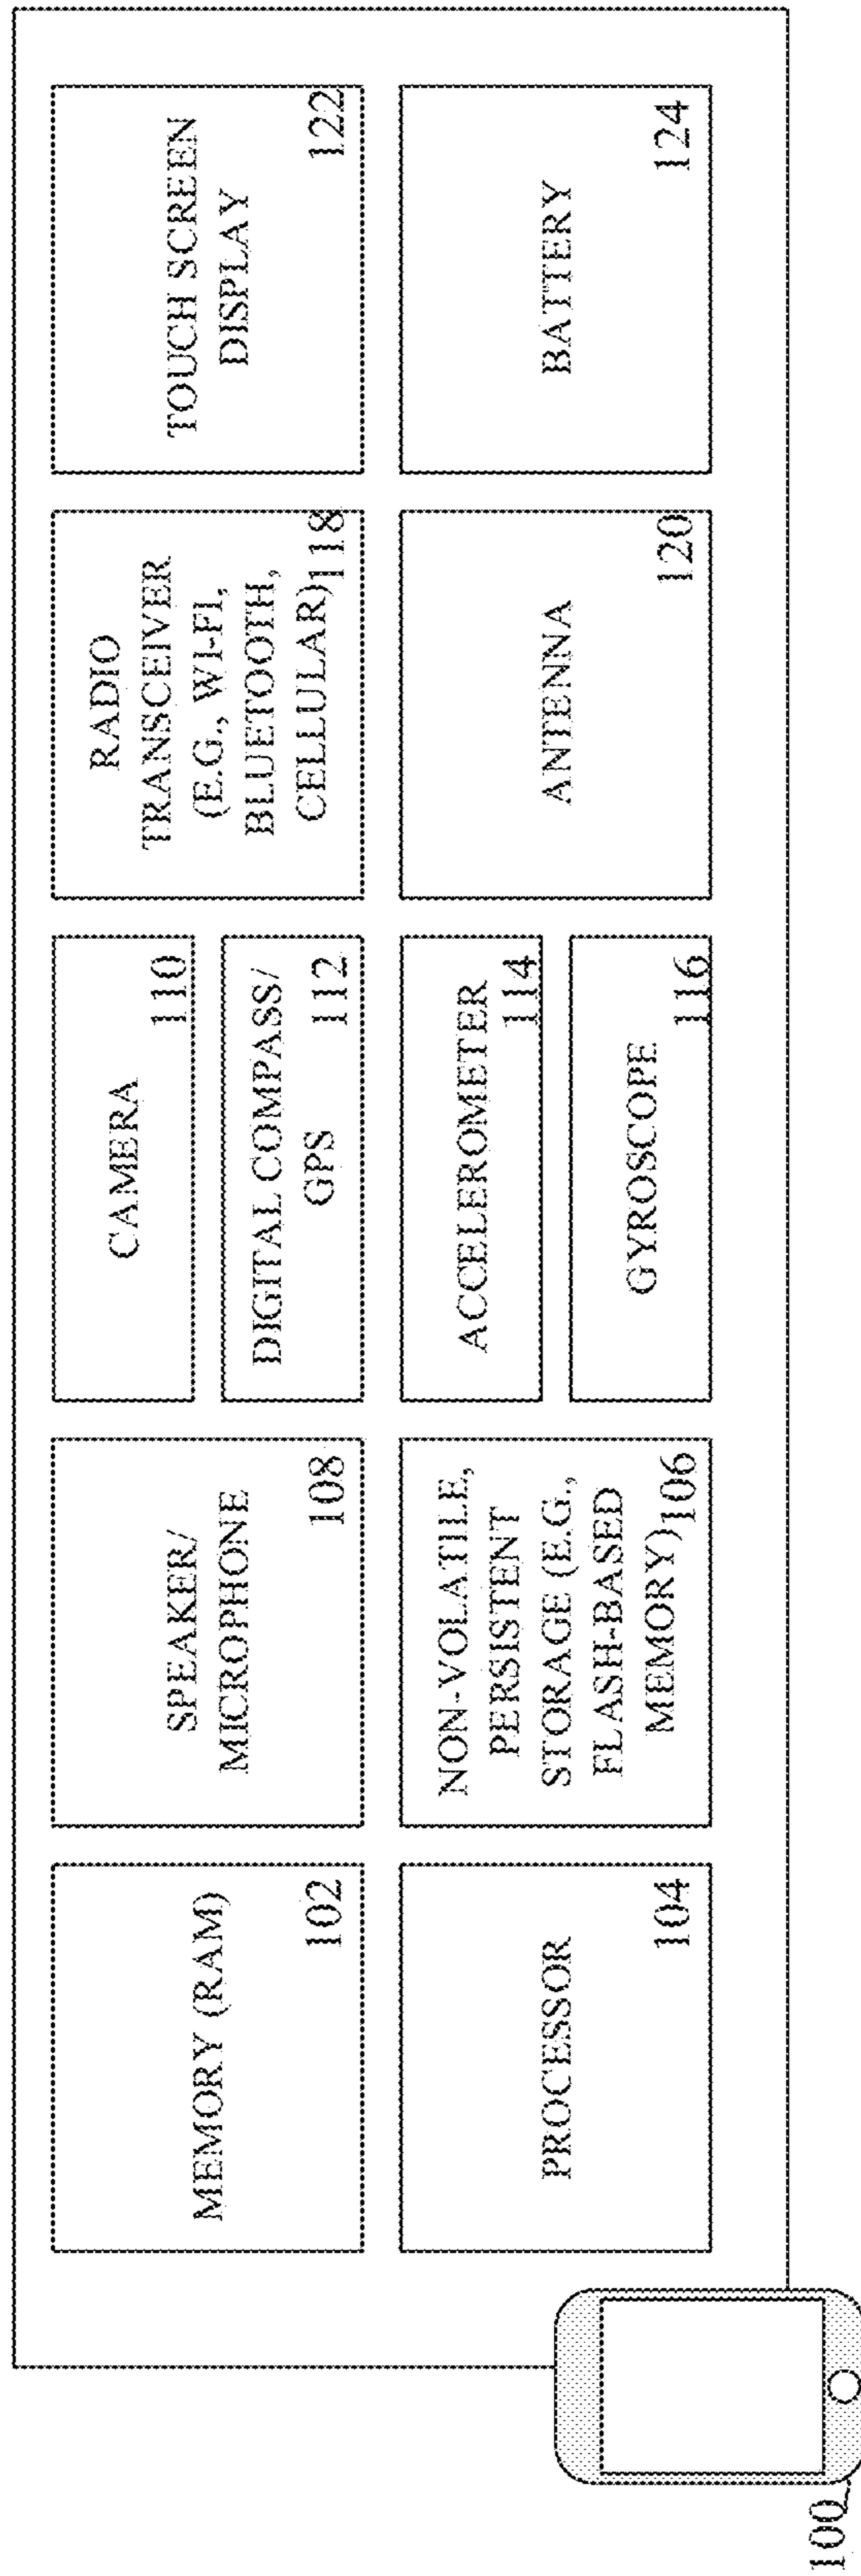 MEMORY (RAM)
102
SPEAKER/
MICROPHONE
108
CAMERA
110
DIGITAL COMPASS/
GPS
112
RADIO
TRANSCEIVER
(E.G., WI-FI,
BLUETOOTH,
CELLULAR)118
TOUCH SCREEN
DISPLAY
122
PROCESSOR
104
NON-VOLATILE,
PERSISTENT
STORAGE (E.G.,
FLASH-BASED
MEMORY)106
ACCELEROMETER
114
GYROSCOPE
116
ANTENNA
120
BATTERY
124
100